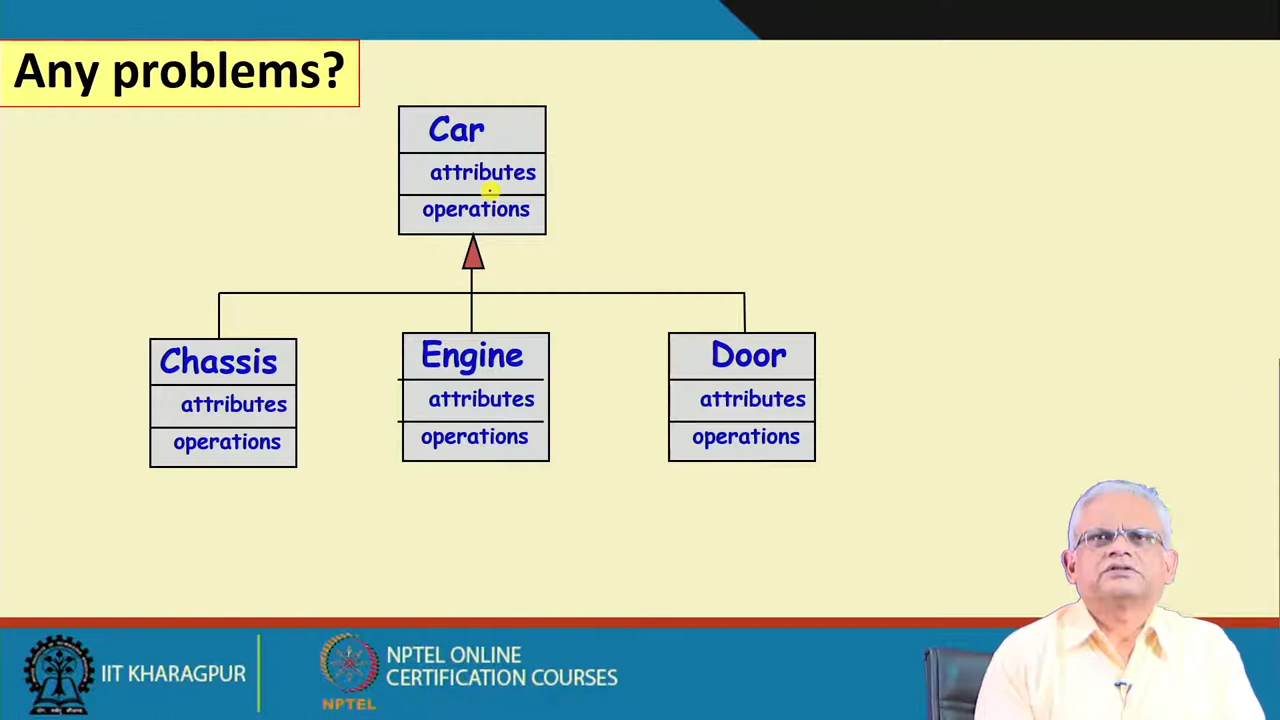 Any problems?
Car
attributes
operations
Chassis
attributes
operations
Engine
attributes
operations
Door
attributes
operations
IIT KHARAGPUR
NPTEL
NPTEL ONLINE
CERTIFICATION COURSES